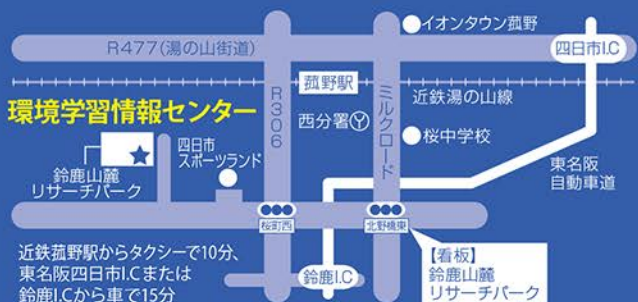 イオンタウン菰野
R477(湯の山街道)
四日市I.C
菰野駅
近鉄湯の山線
環境学習情報センター
R306
西分署
ミルクロード
桜中学校
四日市
スポーツランド
鈴鹿山麓
リサーチパーク
東名阪
自動車道
桜町西
北野橋東
近鉄菰野駅からタクシーで10分、
東名阪四日市I.Cまたは
鈴鹿I.Cから車で15分
鈴鹿I.C
【看板】
鈴鹿山麓
リサーチパーク